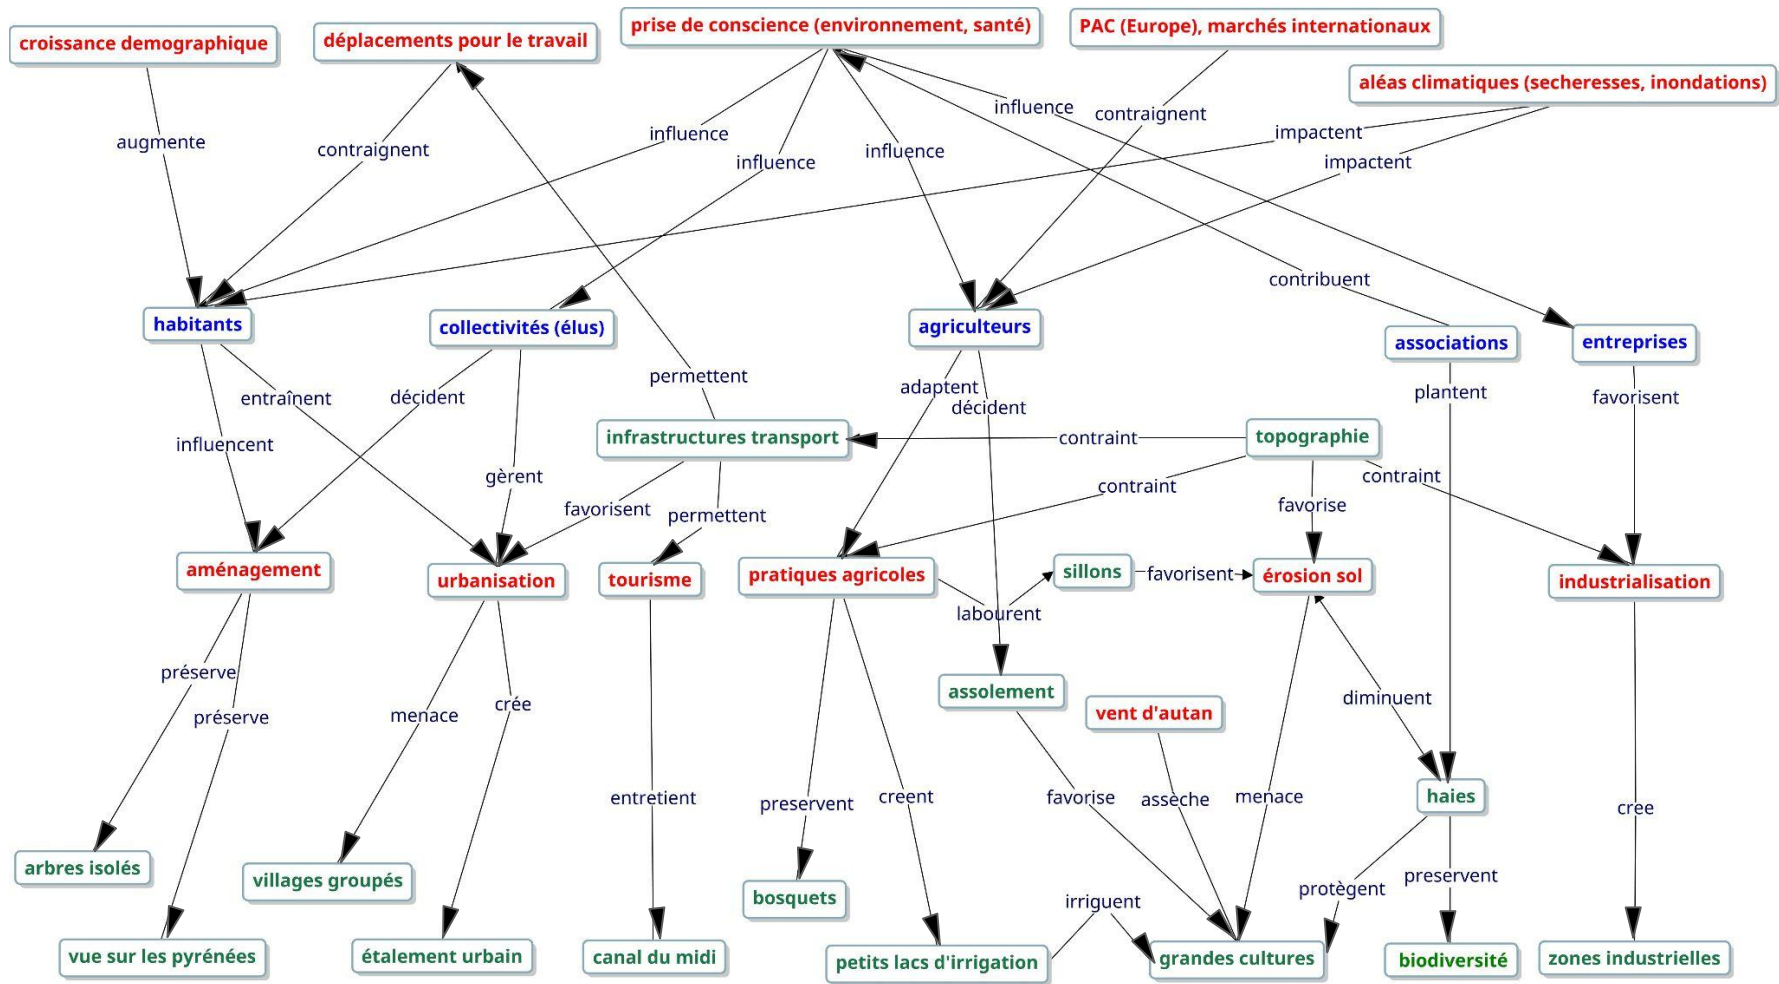 croissance demographique
déplacements pour le travail
prise de conscience (environnement, santé)
PAC (Europe), marchés internationaux
aléas climatiques (secheresses, inondations)
augmente
contraignent
influence
influence
influence
influence
contraignent
impactent
impactent
contribuent
habitants
collectivités (élus)
agriculteurs
associations
entreprises
entraînent
décident
permettent
adaptent
décident
plantent
favorisent
influencent
infrastructures transport
contraint
topographie
gèrent
favorisent
permettent
contraint
favorise
contraint
aménagement
urbanisation
tourisme
pratiques agricoles
sillons
favorisent
érosion sol
industrialisation
labourent
préserve
préserve
menace
crée
assolement
vent d'autan
diminuent
entretient
preservent
creent
favorise
asseche
menace
haies
cree
arbres isolés
villages groupés
bosquets
irriguent
protègent
preservent
vue sur les pyrénées
étalement urbain
canal du midi
petits lacs d'irrigation
grandes cultures
biodiversité
zones industrielles